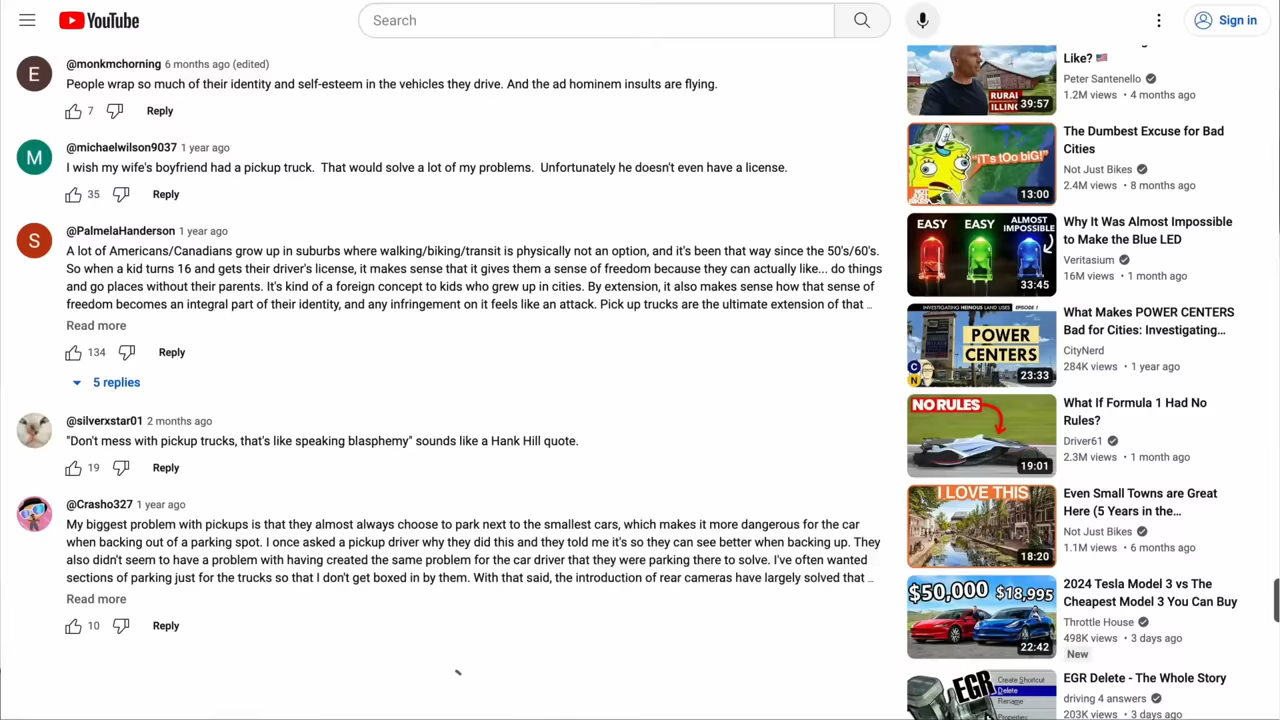 YouTube
Search
Sign in
@monkmchorning 6 months ago (edited)
People wrap so much of their identity and self-esteem in the vehicles they drive. And the ad hominem insults are flying.
7 Reply
@michaelwilson9037 1 year ago
I wish my wife's boyfriend had a pickup truck. That would solve a lot of my problems. Unfortunately he doesn't even have a license.
35 Reply
@PalmelaHanderson 1 year ago
A lot of Americans/Canadians grow up in suburbs where walking/biking/transit is physically not an option, and it's been that way since the 50's/60's.
So when a kid turns 16 and gets their driver's license, it makes sense that it gives them a sense of freedom because they can actually like... do things
and go places without their parents. It's kind of a foreign concept to kids who grew up in cities. By extension, it also makes sense how that sense of
freedom becomes an integral part of their identity, and any infringement on it feels like an attack. Pick up trucks are the ultimate extension of that ...
Read more
134 Reply
5 replies
@silverxstar01 2 months ago
"Don't mess with pickup trucks, that's like speaking blasphemy" sounds like a Hank Hill quote.
19 Reply
@Crasho327 1 year ago
My biggest problem with pickups is that they almost always choose to park next to the smallest cars, which makes it more dangerous for the car
when backing out of a parking spot. I once asked a pickup driver why they did this and they told me it's so they can see better when backing up. They
also didn't seem to have a problem with having created the same problem for the car driver that they were parking there to solve. I've often wanted
sections of parking just for the trucks so that I don't get boxed in by them. With that said, the introduction of rear cameras have largely solved that ...
Read more
10 Reply
E
M
S
RURAL
39:57
Like? 🇺🇸
Peter Santenello
1.2M views • 4 months ago
"iT's tOo biG!"
13:00
The Dumbest Excuse for Bad
Cities
Not Just Bikes
2.4M views • 8 months ago
EASY EASY ALMOST
IMPOSSIBLE
33:45
Why It Was Almost Impossible
to Make the Blue LED
Veritasium
16M views • 1 month ago
INVESTIGATING HEINOUS LAND USES EPISODE 1
POWER
CENTERS
C
N
23:33
What Makes POWER CENTERS
Bad for Cities: Investigating...
CityNerd
284K views • 1 year ago
NO RULES
19:01
What If Formula 1 Had No
Rules?
Driver61
2.3M views • 1 month ago
I LOVE THIS
18:20
Even Small Towns are Great
Here (5 Years in the...
Not Just Bikes
1.1M views • 6 months ago
$50,000 $18,995
22:42
2024 Tesla Model 3 vs The
Cheapest Model 3 You Can Buy
Throttle House
498K views • 3 days ago
New
EGR
Create Shortcut
Delete
Rename
Properties
EGR Delete - The Whole Story
driving 4 answers
203K views • 3 days ago